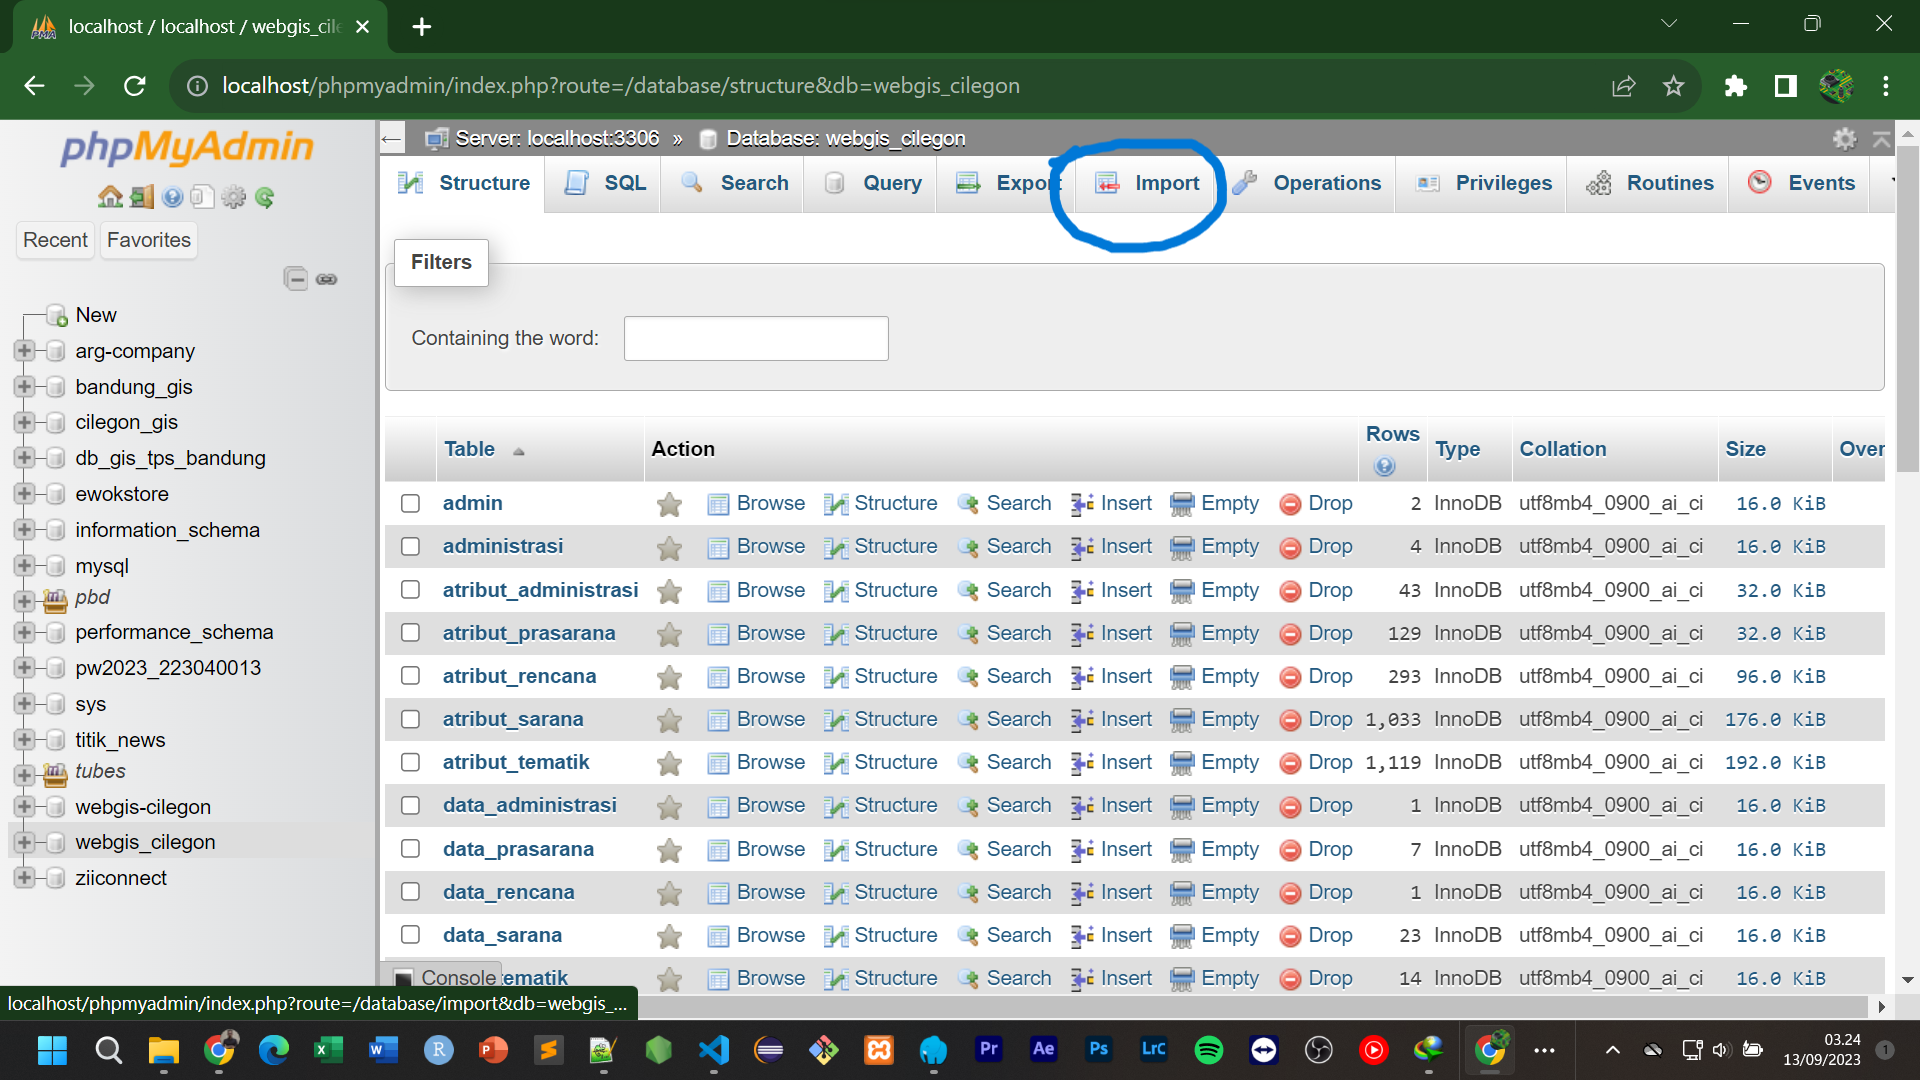 localhost / localhost / webgis_cile
localhost/phpmyadmin/index.php?route=/database/structure&db=webgis_cilegon
phpMyAdmin
Recent
Favorites
New
arg-company
bandung_gis
cilegon_gis
db_gis_tps_bandung
ewokstore
information_schema
mysql
pbd
performance_schema
pw2023_223040013
sys
titik_news
tubes
webgis-cilegon
webgis_cilegon
ziiconnect
Server: localhost:3306 » Database: webgis_cilegon
Structure SQL Search Query Export Import Operations Privileges Routines Events
Filters
Containing the word:
Table Action Rows Type Collation Size Over
admin Browse Structure Search Insert Empty Drop 2 InnoDB utf8mb4_0900_ai_ci 16.0 KiB
administrasi Browse Structure Search Insert Empty Drop 4 InnoDB utf8mb4_0900_ai_ci 16.0 KiB
atribut_administrasi Browse Structure Search Insert Empty Drop 43 InnoDB utf8mb4_0900_ai_ci 32.0 KiB
atribut_prasarana Browse Structure Search Insert Empty Drop 129 InnoDB utf8mb4_0900_ai_ci 32.0 KiB
atribut_rencana Browse Structure Search Insert Empty Drop 293 InnoDB utf8mb4_0900_ai_ci 96.0 KiB
atribut_sarana Browse Structure Search Insert Empty Drop 1,033 InnoDB utf8mb4_0900_ai_ci 176.0 KiB
atribut_tematik Browse Structure Search Insert Empty Drop 1,119 InnoDB utf8mb4_0900_ai_ci 192.0 KiB
data_administrasi Browse Structure Search Insert Empty Drop 1 InnoDB utf8mb4_0900_ai_ci 16.0 KiB
data_prasarana Browse Structure Search Insert Empty Drop 7 InnoDB utf8mb4_0900_ai_ci 16.0 KiB
data_rencana Browse Structure Search Insert Empty Drop 1 InnoDB utf8mb4_0900_ai_ci 16.0 KiB
data_sarana Browse Structure Search Insert Empty Drop 23 InnoDB utf8mb4_0900_ai_ci 16.0 KiB
Console tematik Browse Structure Search Insert Empty Drop 14 InnoDB utf8mb4_0900_ai_ci 16.0 KiB
localhost/phpmyadmin/index.php?route=/database/import&db=webgis_...
Pr Ae Ps LrC
03.24
13/09/2023
1